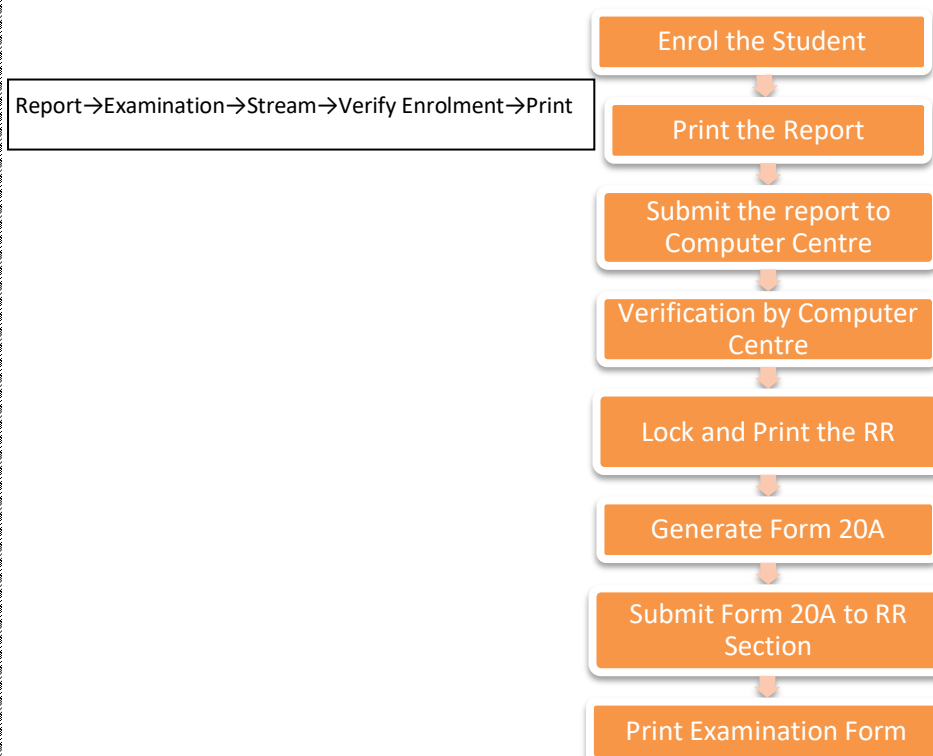 Enrol the Student
Report→Examination→Stream→Verify Enrolment→Print
Print the Report
Submit the report to
Computer Centre
Verification by Computer
Centre
Lock and Print the RR
Generate Form 20A
Submit Form 20A to RR
Section
Print Examination Form